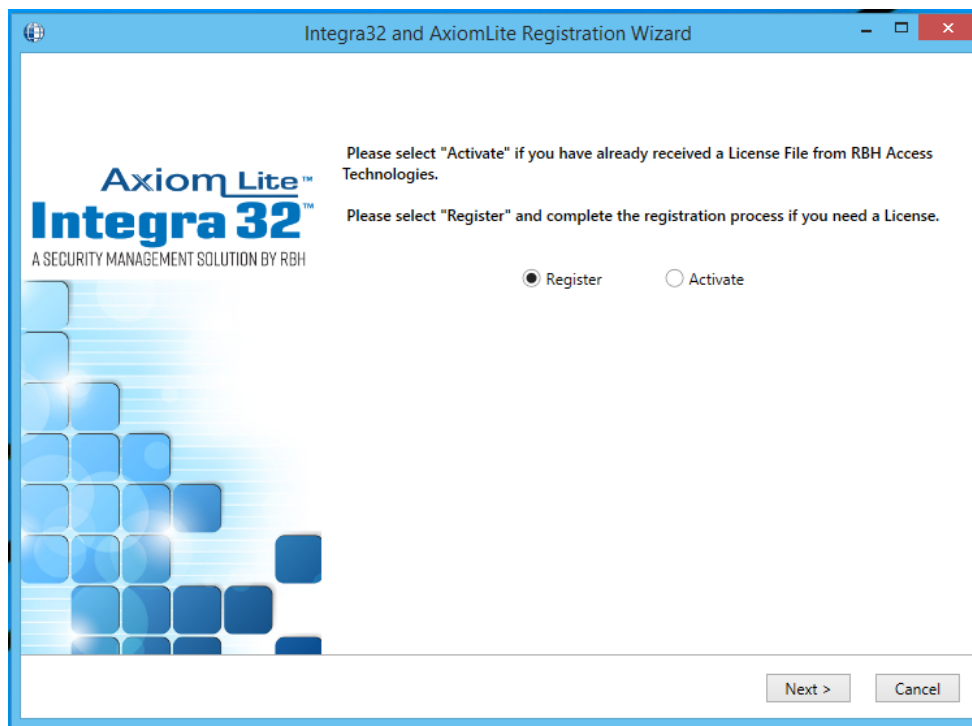 Integra32 and AxiomLite Registration Wizard
Please select "Activate" if you have already received a License File from RBH Access
Technologies.
Please select "Register" and complete the registration process if you need a License.
Axiom Lite™
Integra 32™
A SECURITY MANAGEMENT SOLUTION BY RBH
Register Activate
Next > Cancel